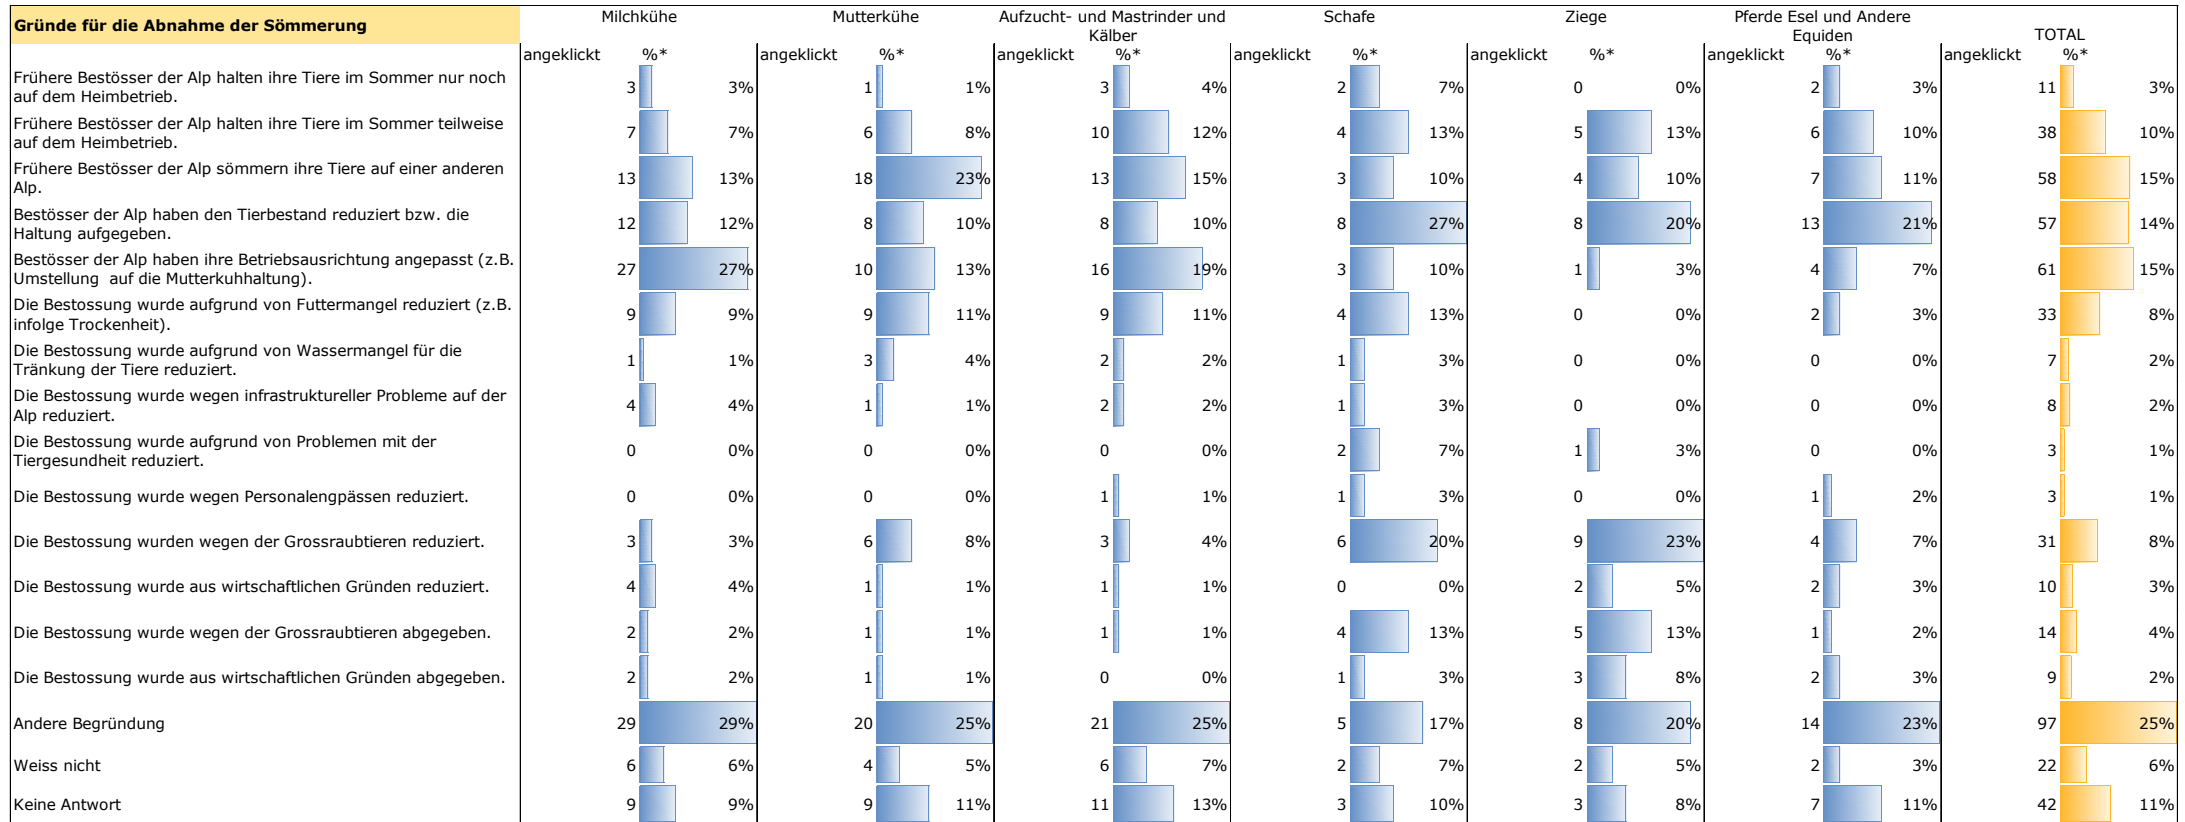 Gründe für die Abnahme der Sömmerung
Milchkühe Mutterkühe Aufzucht- und Mastrinder und Schafe Ziege Pferde Esel und Andere
Kälber Equiden TOTAL
angeklickt %* angeklickt %* angeklickt %* angeklickt %* angeklickt %* angeklickt %* angeklickt %*
Frühere Bestösser der Alp halten ihre Tiere im Sommer nur noch
auf dem Heimbetrieb.
3 3% 1 1% 3 4% 2 7% 0 0% 2 3% 11 3%
Frühere Bestösser der Alp halten ihre Tiere im Sommer teilweise
auf dem Heimbetrieb.
7 7% 6 8% 10 12% 4 13% 5 13% 6 10% 38 10%
Frühere Bestösser der Alp sömmern ihre Tiere auf einer anderen
Alp.
13 13% 18 23% 13 15% 3 10% 4 10% 7 11% 58 15%
Bestösser der Alp haben den Tierbestand reduziert bzw. die
Haltung aufgegeben.
12 12% 8 10% 8 10% 8 27% 8 20% 13 21% 57 14%
Bestösser der Alp haben ihre Betriebsausrichtung angepasst (z.B.
Umstellung auf die Mutterkuhhaltung).
27 27% 10 13% 16 19% 3 10% 1 3% 4 7% 61 15%
Die Bestossung wurde aufgrund von Futtermangel reduziert (z.B.
infolge Trockenheit).
9 9% 9 11% 9 11% 4 13% 0 0% 2 3% 33 8%
Die Bestossung wurde aufgrund von Wassermangel für die
Tränkung der Tiere reduziert.
1 1% 3 4% 2 2% 1 3% 0 0% 0 0% 7 2%
Die Bestossung wurde wegen infrastruktureller Probleme auf der
Alp reduziert.
4 4% 1 1% 2 2% 1 3% 0 0% 0 0% 8 2%
Die Bestossung wurde aufgrund von Problemen mit der
Tiergesundheit reduziert.
0 0% 0 0% 0 0% 2 7% 1 3% 0 0% 3 1%
Die Bestossung wurde wegen Personalengpässen reduziert.
0 0% 0 0% 1 1% 1 3% 0 0% 1 2% 3 1%
Die Bestossung wurden wegen der Grossraubtieren reduziert.
3 3% 6 8% 3 4% 6 20% 9 23% 4 7% 31 8%
Die Bestossung wurde aus wirtschaftlichen Gründen reduziert.
4 4% 1 1% 1 1% 0 0% 2 5% 2 3% 10 3%
Die Bestossung wurde wegen der Grossraubtieren abgegeben.
2 2% 1 1% 1 1% 4 13% 5 13% 1 2% 14 4%
Die Bestossung wurde aus wirtschaftlichen Gründen abgegeben.
2 2% 1 1% 0 0% 1 3% 3 8% 2 3% 9 2%
Andere Begründung
29 29% 20 25% 21 25% 5 17% 8 20% 14 23% 97 25%
Weiss nicht
6 6% 4 5% 6 7% 2 7% 2 5% 2 3% 22 6%
Keine Antwort
9 9% 9 11% 11 13% 3 10% 3 8% 7 11% 42 11%